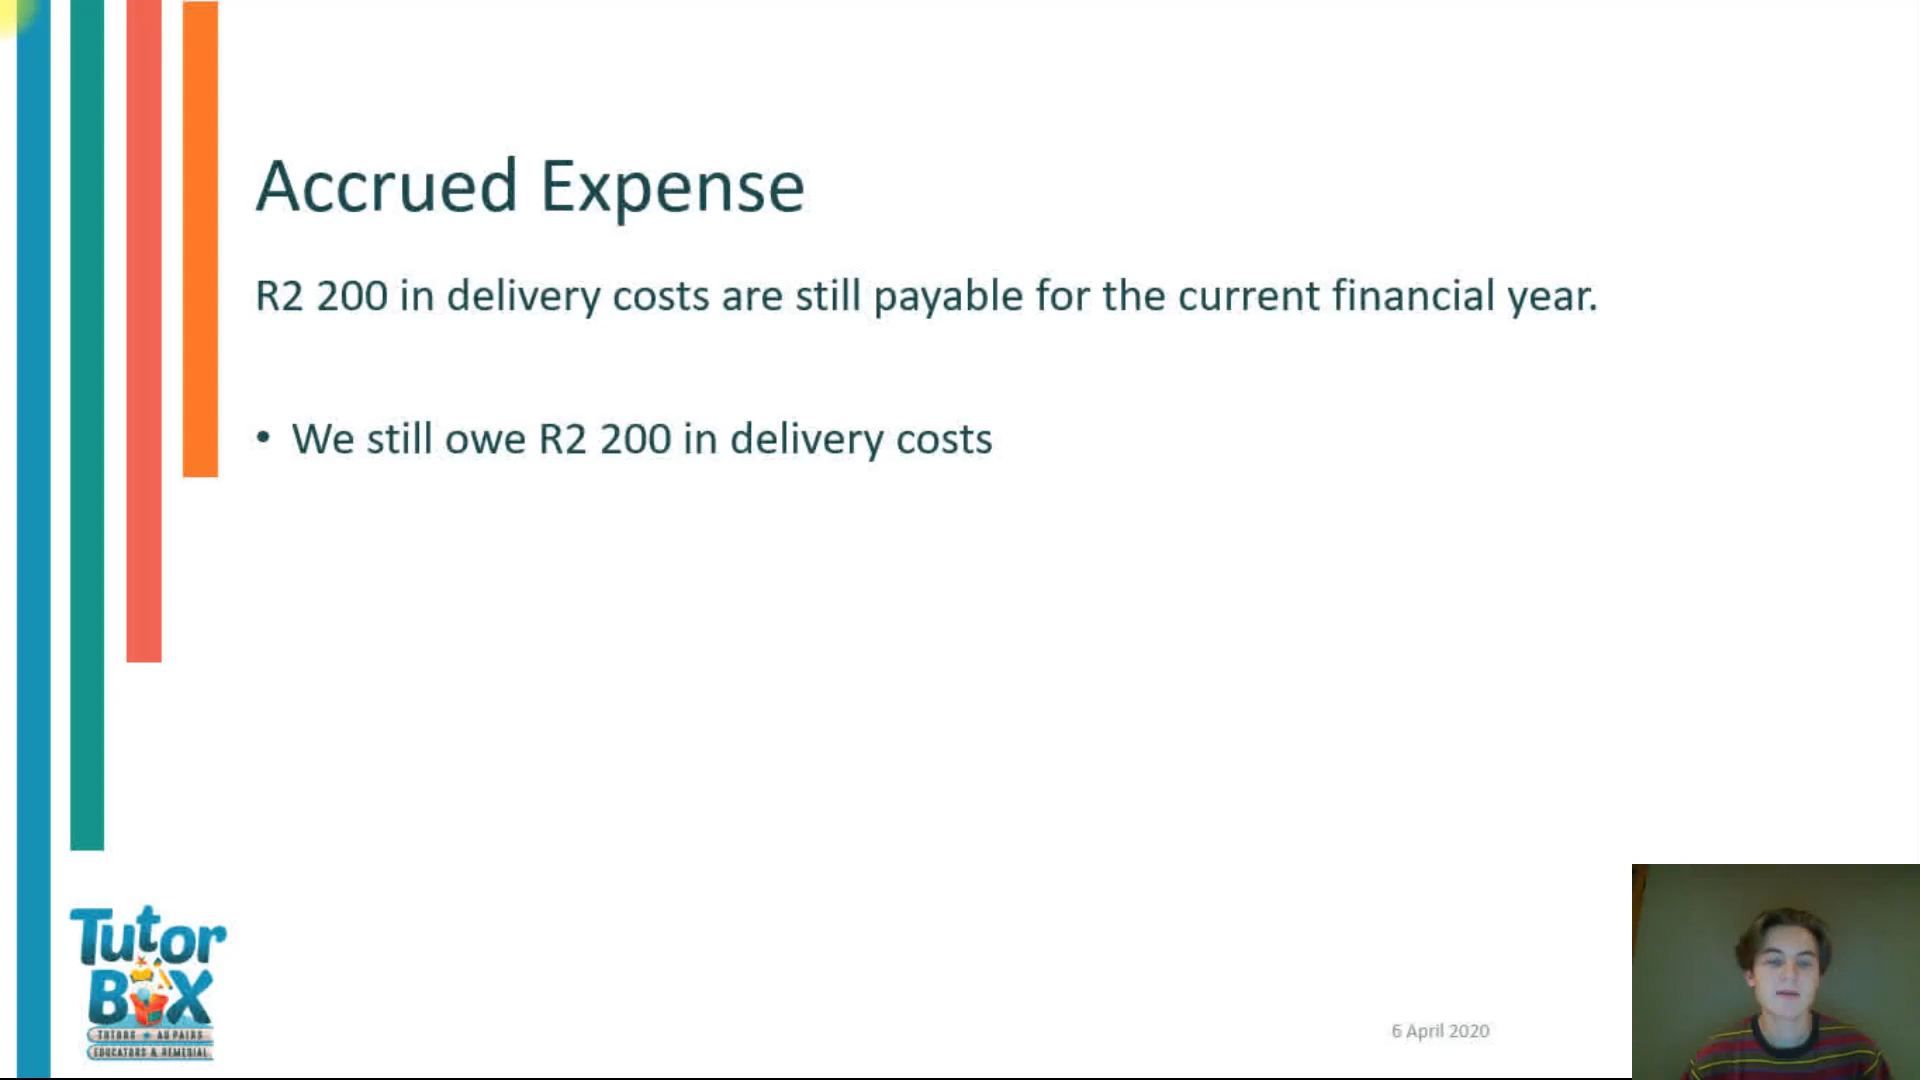 Accrued Expense
R2 200 in delivery costs are still payable for the current financial year.
• We still owe R2 200 in delivery costs
Tutor
BOX
TUTORS ★ AU PAIRS
EDUCATORS & REMEDIAL
6 April 2020